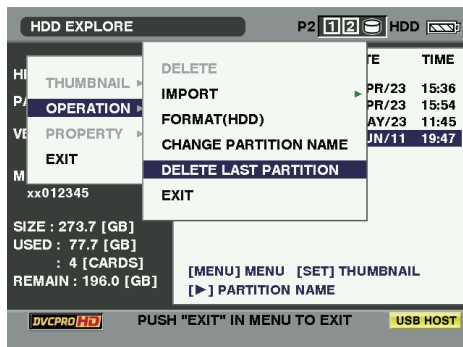 HDD EXPLORE
P2 1 2 HDD
TE TIME
THUMBNAIL
OPERATION
PROPERTY
EXIT
DELETE
IMPORT
FORMAT(HDD)
CHANGE PARTITION NAME
DELETE LAST PARTITION
EXIT
PR/23 15:36
PR/23 15:54
AY/23 11:45
UN/11 19:47
xx012345
SIZE : 273.7 [GB]
USED : 77.7 [GB]
: 4 [CARDS]
REMAIN : 196.0 [GB]
[MENU] MENU [SET] THUMBNAIL
[►] PARTITION NAME
DVCPRO HD
PUSH "EXIT" IN MENU TO EXIT
USB HOST